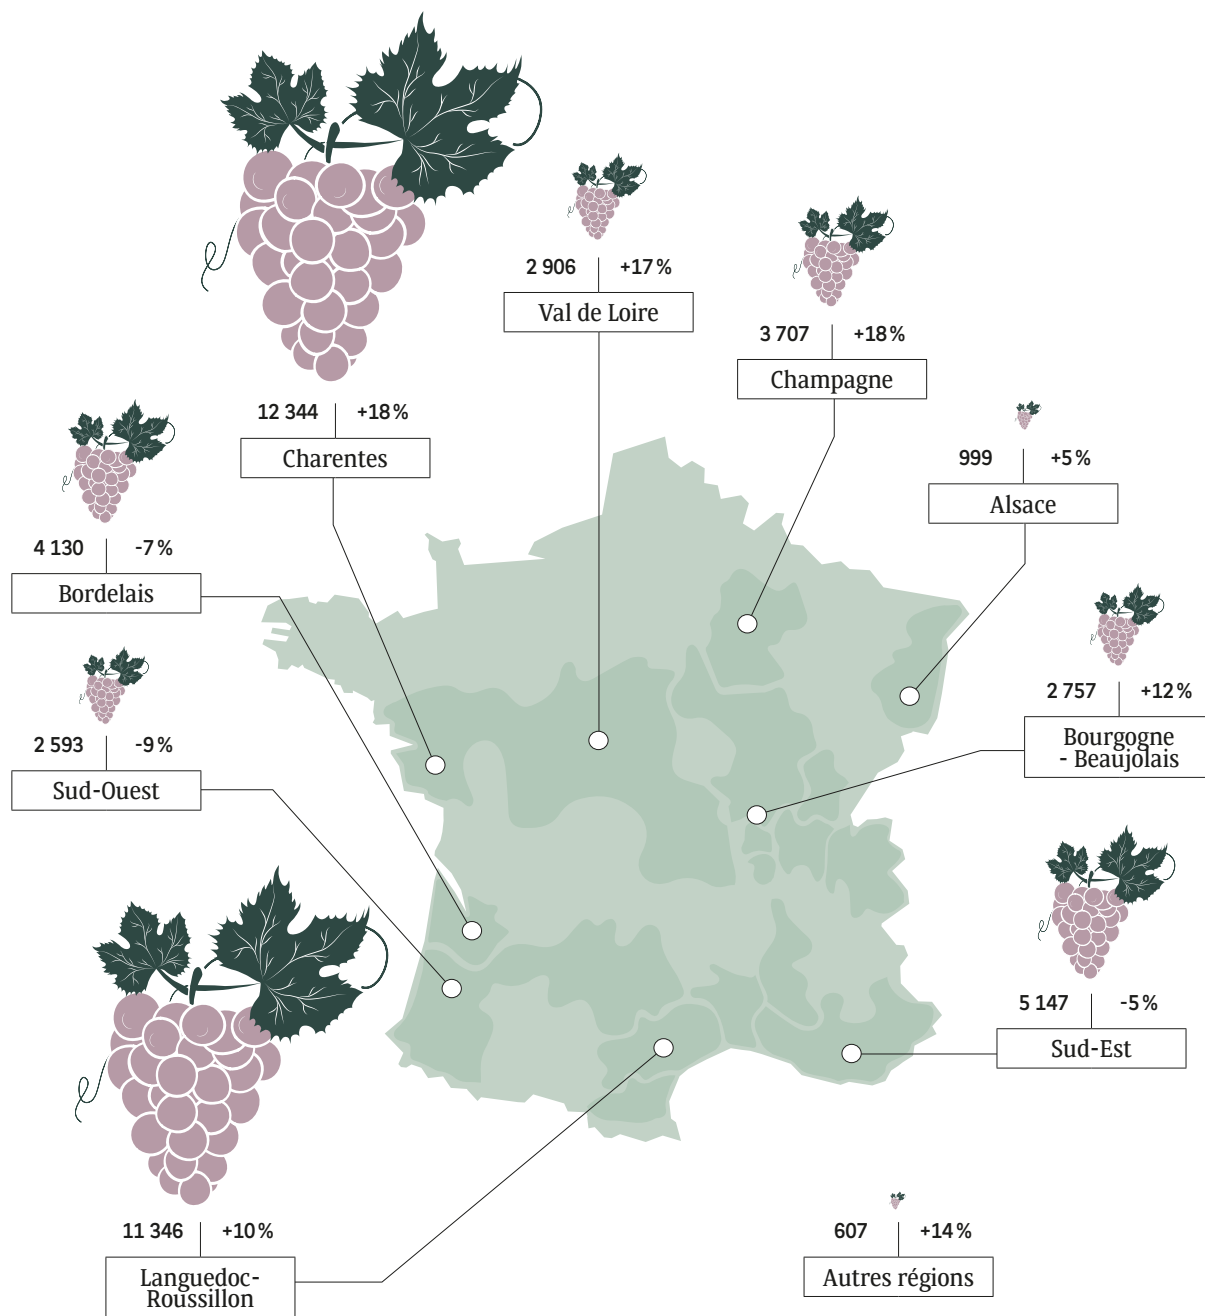 2 906 +17 %
Val de Loire
3 707 +18 %
Champagne
12 344 +18 %
Charentes
999 +5 %
Alsace
4 130 -7 %
Bordelais
2 757 +12 %
Bourgogne
- Beaujolais
2 593 -9 %
Sud-Ouest
5 147 -5 %
Sud-Est
11 346 +10 %
Languedoc-
Roussillon
607 +14 %
Autres régions